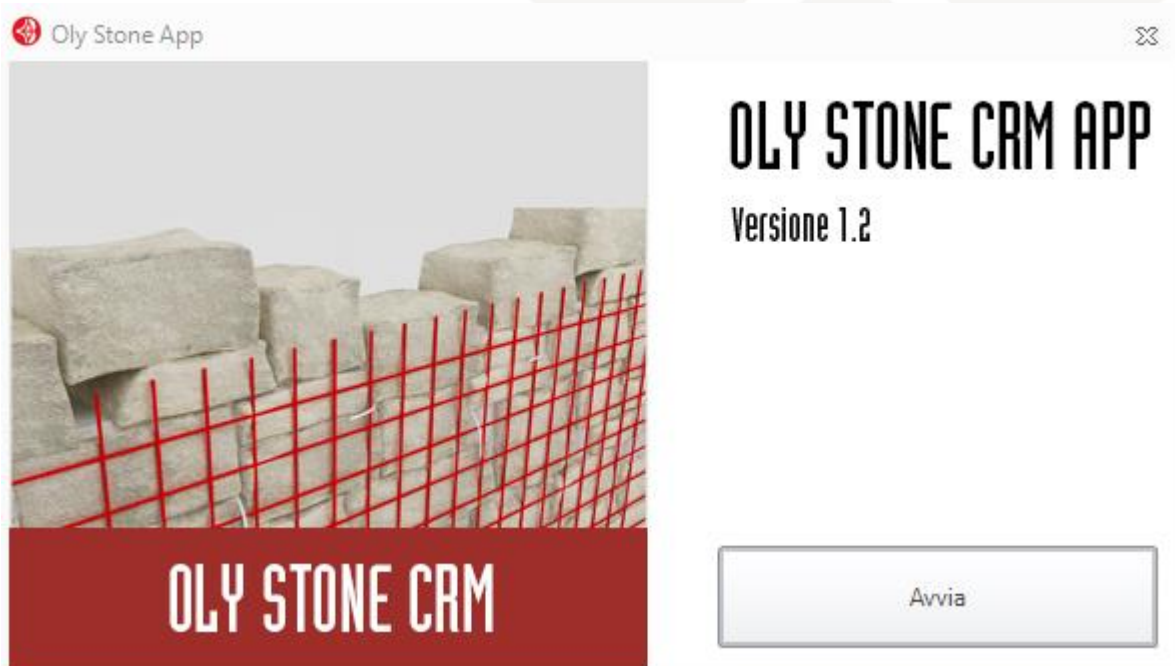 Oly Stone App
OLY STONE CRM APP
Versione 1.2
OLY STONE CRM
Avvia